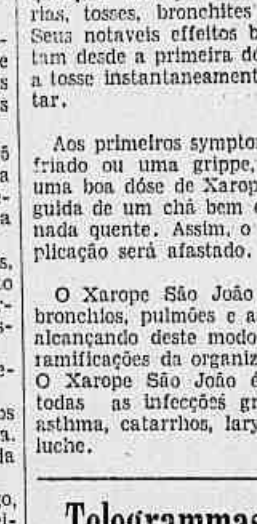 rias, tosses, bronchites
Seus notaveis effeitos b
tam desde a primeira dó
a tosse instantaneament
tar.
Aos primeiros sympto
friado ou uma grippe,
uma boa dóse de Xarop
guida de um chá bem
nada quente. Assim, o
plicação será afastado.
O Xarope São João
bronchios, pulmões e a
alcançando deste modo
ramificações da organiz
O Xarope São João é
todas as infecções gr
asthma, catarrhos, lary
luche.
Telegrammas